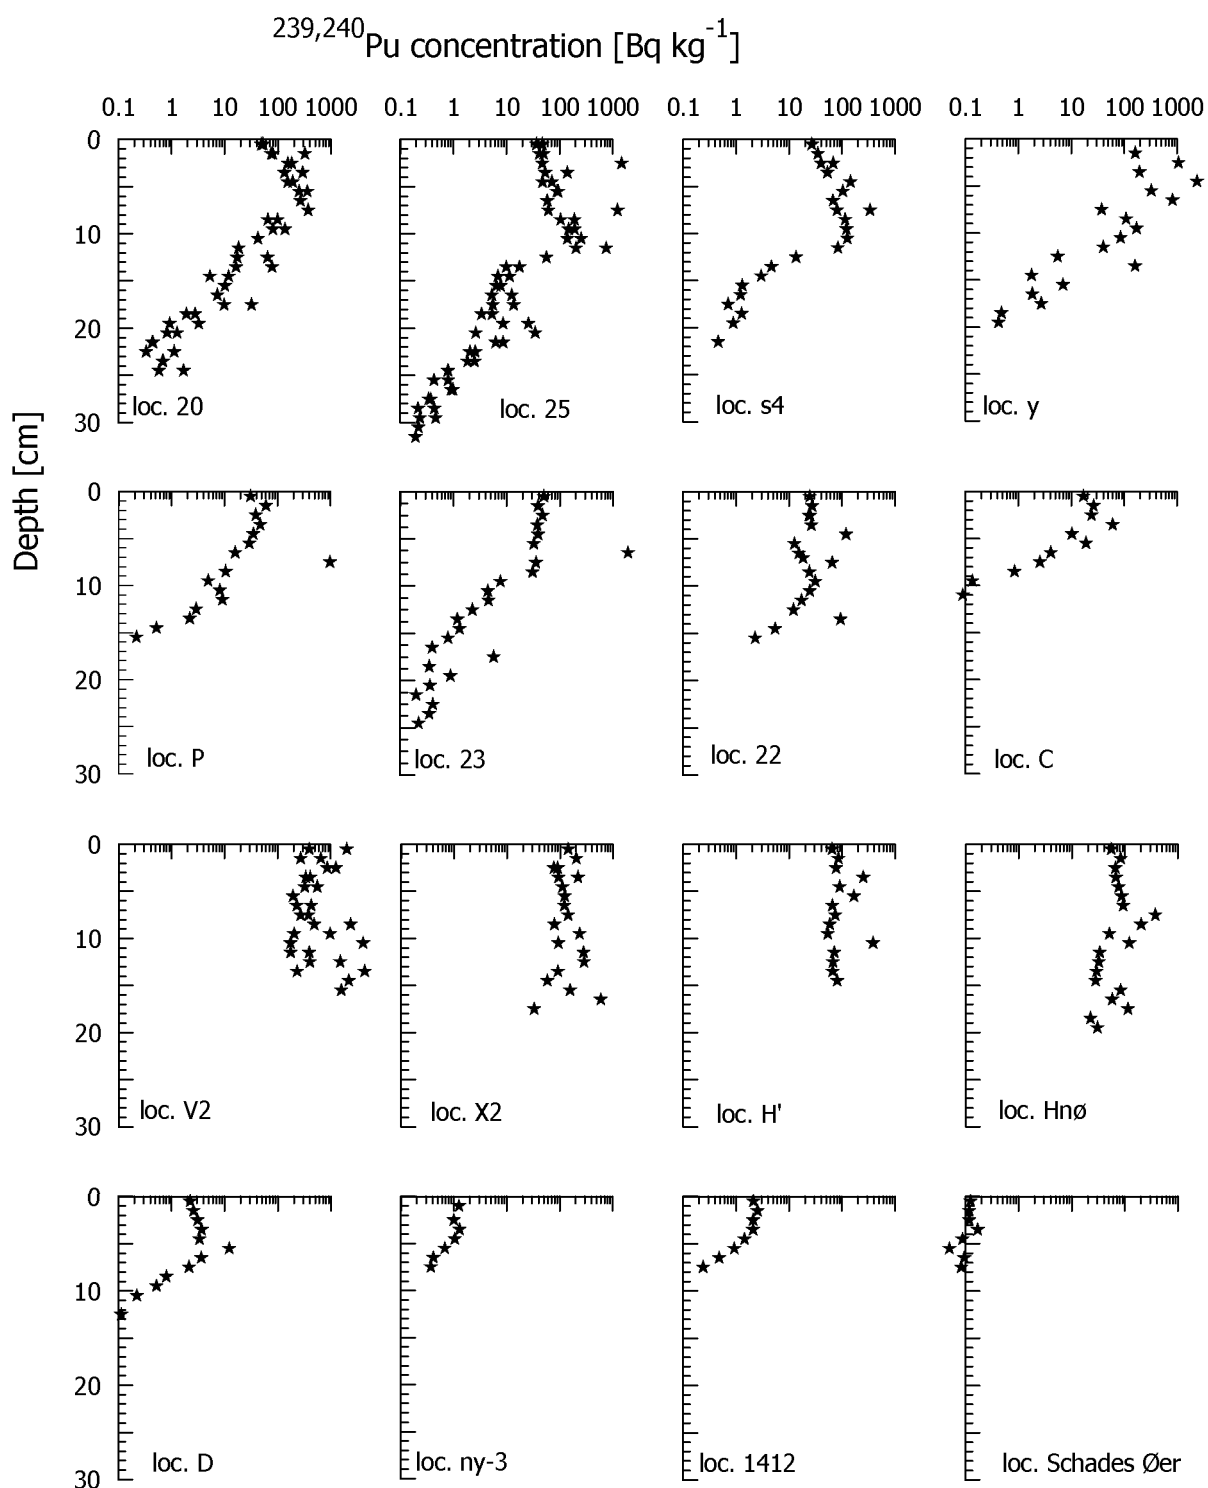 239,240Pu concentration [Bq kg-1]
0.1 1 10 100 1000 0.1 1 10 100 1000 0.1 1 10 100 1000 0.1 1 10 100 1000
0
10
20
30
loc. 20 loc. 25 loc. s4 loc. y
Depth [cm]
0
10
20
30
loc. P loc. 23 loc. 22 loc. C
0
10
20
30
loc. V2 loc. X2 loc. H' loc. Hnø
0
10
20
30
loc. D loc. ny-3 loc. 1412 loc. Schades Øer